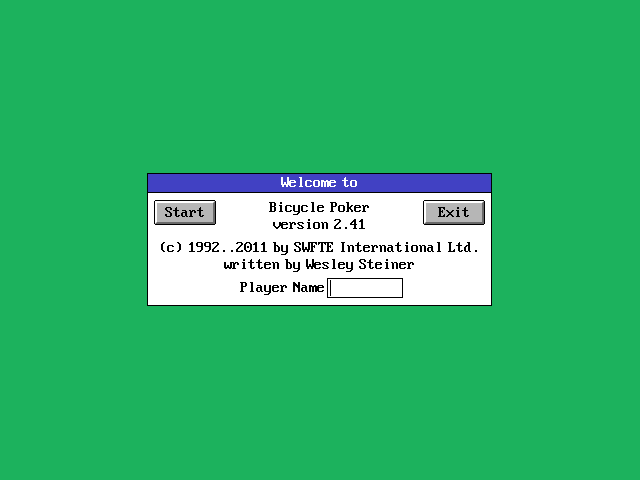 Welcome to
Start
Bicycle Poker
Exit
version 2.41
(c) 1992..2011 by SWFTE International Ltd.
written by Wesley Steiner
Player Name